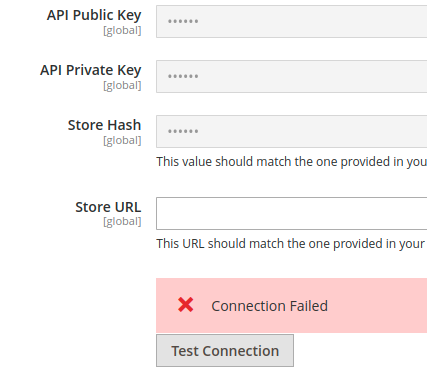 API Public Key
[global]
••••••
API Private Key
[global]
••••••
Store Hash
[global]
••••••
This value should match the one provided in you
Store URL
[global]
This URL should match the one provided in your
Connection Failed
Test Connection